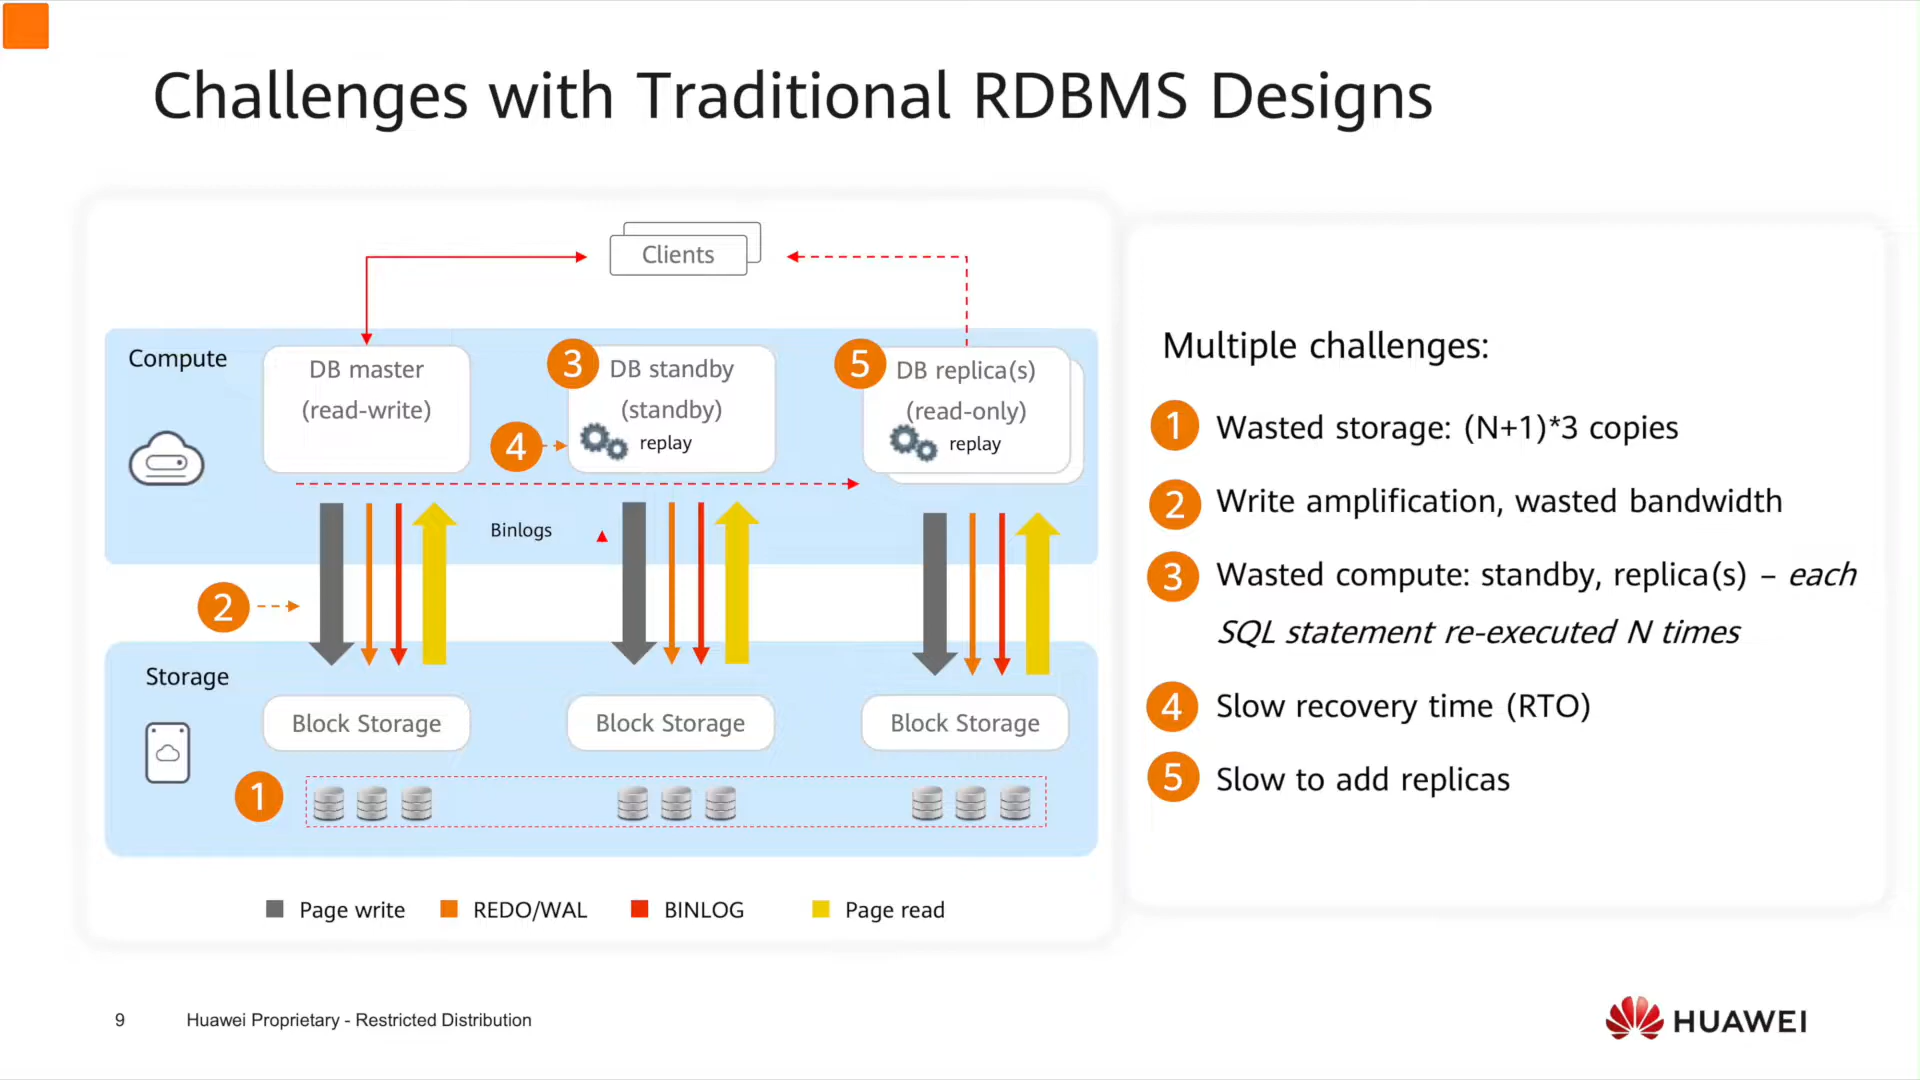 Challenges with Traditional RDBMS Designs
Clients
Compute
DB master
(read-write)
3
DB standby
(standby)
replay
4
5
DB replica(s)
(read-only)
replay
Binlogs
2
Storage
Block Storage
Block Storage
Block Storage
1
Page write
REDO/WAL
BINLOG
Page read
Multiple challenges:
1 Wasted storage: (N+1)*3 copies
2 Write amplification, wasted bandwidth
3 Wasted compute: standby, replica(s) – each
SQL statement re-executed N times
4 Slow recovery time (RTO)
5 Slow to add replicas
9
Huawei Proprietary - Restricted Distribution
HUAWEI